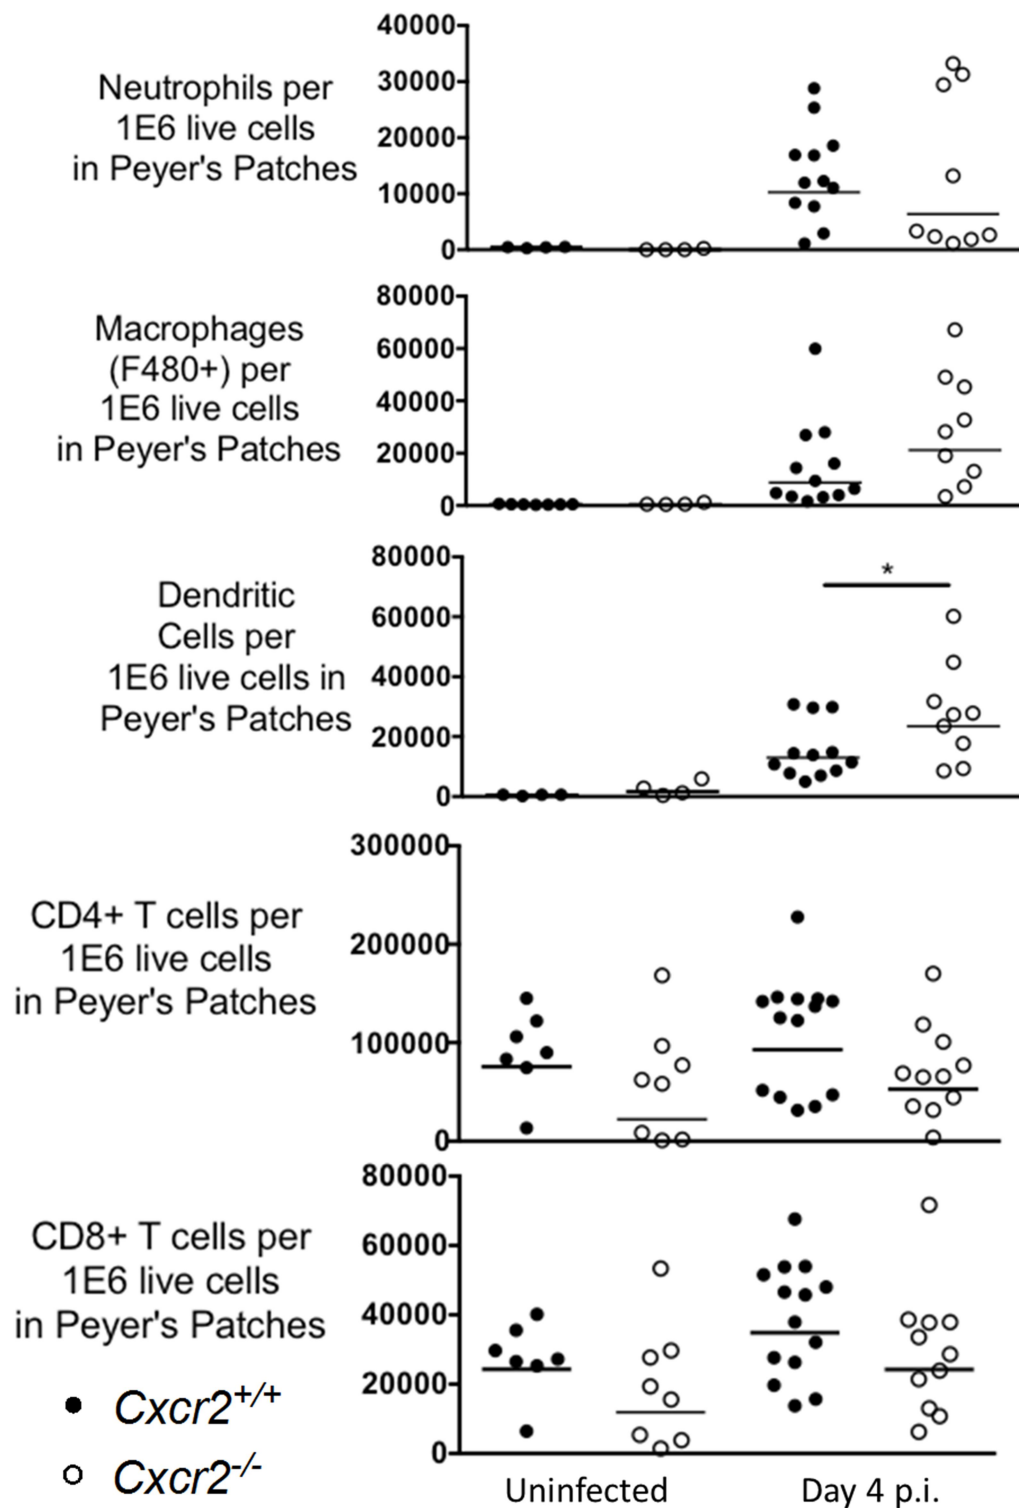 Neutrophils per
1E6 live cells
in Peyer's Patches
40000
30000
20000
10000
0
Macrophages
(F480+) per
1E6 live cells
in Peyer's Patches
80000
60000
40000
20000
0
Dendritic
Cells per
1E6 live cells in
Peyer's Patches
80000
60000
40000
20000
0
*
CD4+ T cells per
1E6 live cells
in Peyer's Patches
300000
200000
100000
0
CD8+ T cells per
1E6 live cells
in Peyer's Patches
80000
60000
40000
20000
0
Cxcr2+/+
Cxcr2-/-
Uninfected
Day 4 p.i.